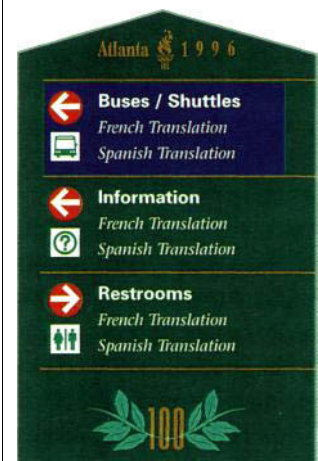 Atlanta 1996
Buses / Shuttles
French Translation
Spanish Translation
Information
French Translation
Spanish Translation
?
Restrooms
French Translation
Spanish Translation
100